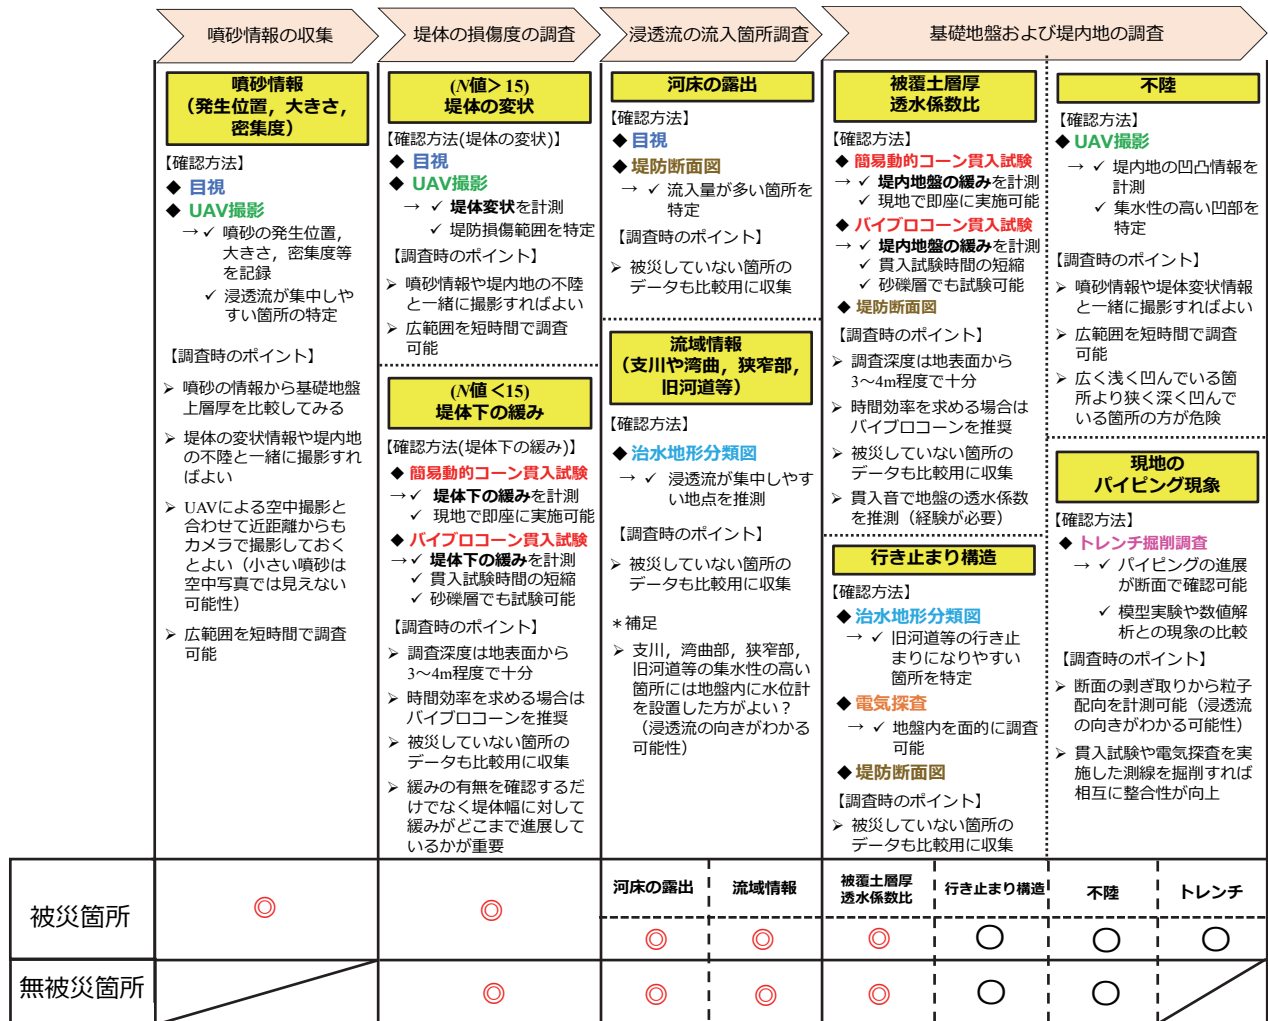 噴砂情報の収集
堤体の損傷度の調査
浸透流の流入箇所調査
基礎地盤および堤内地の調査
噴砂情報
（発生位置，大きさ，
密集度）
【確認方法】
◆ 目視
◆ UAV撮影
→ ✓ 噴砂の発生位置，
大きさ，密集度等
を記録
✓ 浸透流が集中しや
すい箇所の特定
【調査時のポイント】
➢ 噴砂の情報から基礎地盤
上層厚を比較してみる
➢ 堤体の変状情報や堤内地
の不陸と一緒に撮影すれ
ばよい
➢ UAVによる空中撮影と
合わせて近距離からも
カメラで撮影しておく
とよい（小さい噴砂は
空中写真では見えない
可能性）
➢ 広範囲を短時間で調査
可能
(N値＞15)
堤体の変状
【確認方法(堤体の変状)】
◆ 目視
◆ UAV撮影
→ ✓ 堤体変状を計測
✓ 堤防損傷範囲を特定
【調査時のポイント】
➢ 噴砂情報や堤内地の不陸
と一緒に撮影すればよい
➢ 広範囲を短時間で調査
可能
(N値＜15)
堤体下の緩み
【確認方法(堤体下の緩み)】
◆ 簡易動的コーン貫入試験
→ ✓ 堤体下の緩みを計測
✓ 現地で即座に実施可能
◆ バイブロコーン貫入試験
→ ✓ 堤体下の緩みを計測
✓ 貫入試験時間の短縮
✓ 砂礫層でも試験可能
【調査時のポイント】
➢ 調査深度は地表面から
3～4m程度で十分
➢ 時間効率を求める場合は
バイブロコーンを推奨
➢ 被災していない箇所の
データも比較用に収集
➢ 緩みの有無を確認するだ
けでなく堤体幅に対して
緩みがどこまで進展して
いるかが重要
河床の露出
【確認方法】
◆ 目視
◆ 堤防断面図
→ ✓ 流入量が多い箇所を
特定
【調査時のポイント】
➢ 被災していない箇所の
データも比較用に収集
流域情報
（支川や湾曲，狭窄部，
旧河道等）
【確認方法】
◆ 治水地形分類図
→ ✓ 浸透流が集中しやす
い地点を推測
【調査時のポイント】
➢ 被災していない箇所の
データも比較用に収集
＊補足
➢ 支川，湾曲部，狭窄部，
旧河道等の集水性の高い
箇所には地盤内に水位計
を設置した方がよい？
（浸透流の向きがわかる
可能性）
被覆土層厚
透水係数比
【確認方法】
◆ 簡易動的コーン貫入試験
→ ✓ 堤内地盤の緩みを計測
✓ 現地で即座に実施可能
◆ バイブロコーン貫入試験
→ ✓ 堤内地盤の緩みを計測
✓ 貫入試験時間の短縮
✓ 砂礫層でも試験可能
◆ 堤防断面図
【調査時のポイント】
➢ 調査深度は地表面から
3～4m程度で十分
➢ 時間効率を求める場合は
バイブロコーンを推奨
➢ 被災していない箇所の
データも比較用に収集
➢ 貫入音で地盤の透水係数
を推測（経験が必要）
行き止まり構造
【確認方法】
◆ 治水地形分類図
→ ✓ 旧河道等の行き止
まりになりやすい
箇所を特定
◆ 電気探査
→ ✓ 地盤内を面的に調査
可能
◆ 堤防断面図
【調査時のポイント】
➢ 被災していない箇所の
データも比較用に収集
不陸
【確認方法】
◆ UAV撮影
→ ✓ 堤内地の凹凸情報を
計測
✓ 集水性の高い凹部を
特定
【調査時のポイント】
➢ 噴砂情報や堤体変状情報
と一緒に撮影すればよい
➢ 広範囲を短時間で調査
可能
➢ 広く浅く凹んでいる箇
所より狭く深く凹んで
いる箇所の方が危険
現地の
パイピング現象
【確認方法】
◆ トレンチ掘削調査
→ ✓ パイピングの進展
が断面で確認可能
✓ 模型実験や数値解
析との現象の比較
【調査時のポイント】
➢ 断面の剥ぎ取りから粒子
配向を計測可能（浸透流
の向きがわかる可能性）
➢ 貫入試験や電気探査を実
施した測線を掘削すれば
相互に整合性が向上
河床の露出 流域情報 被覆土層厚 透水係数比 行き止まり構造 不陸 トレンチ
被災箇所 ◎ ◎ ◎ ◎ ◎ ○ ○ ○
無被災箇所 ◎ ◎ ◎ ◎ ○ ○